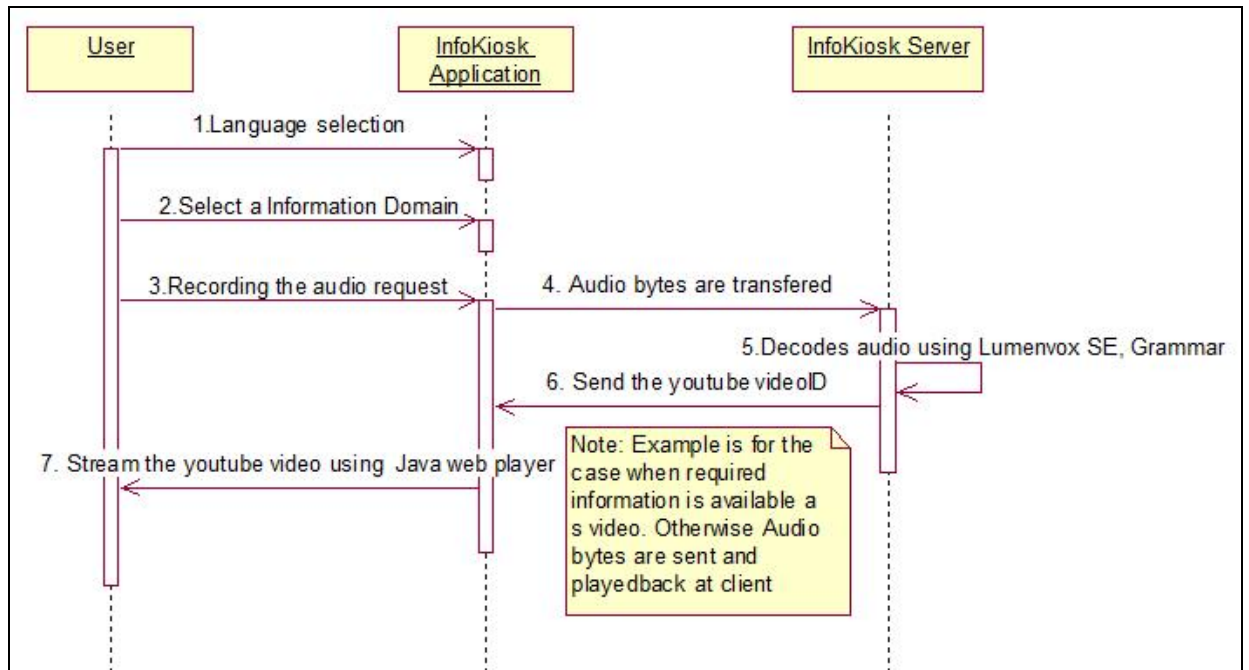 User
InfoKiosk
Application
InfoKiosk Server
1.Language selection
2.Select a Information Domain
3.Recording the audio request
4. Audio bytes are transfered
5.Decodes audio using Lumenvox SE, Grammar
6. Send the youtube videoID
Note: Example is for the
case when required
information is available a
s video. Otherwise Audio
bytes are sent and
playedback at client
7. Stream the youtube video using Java web player